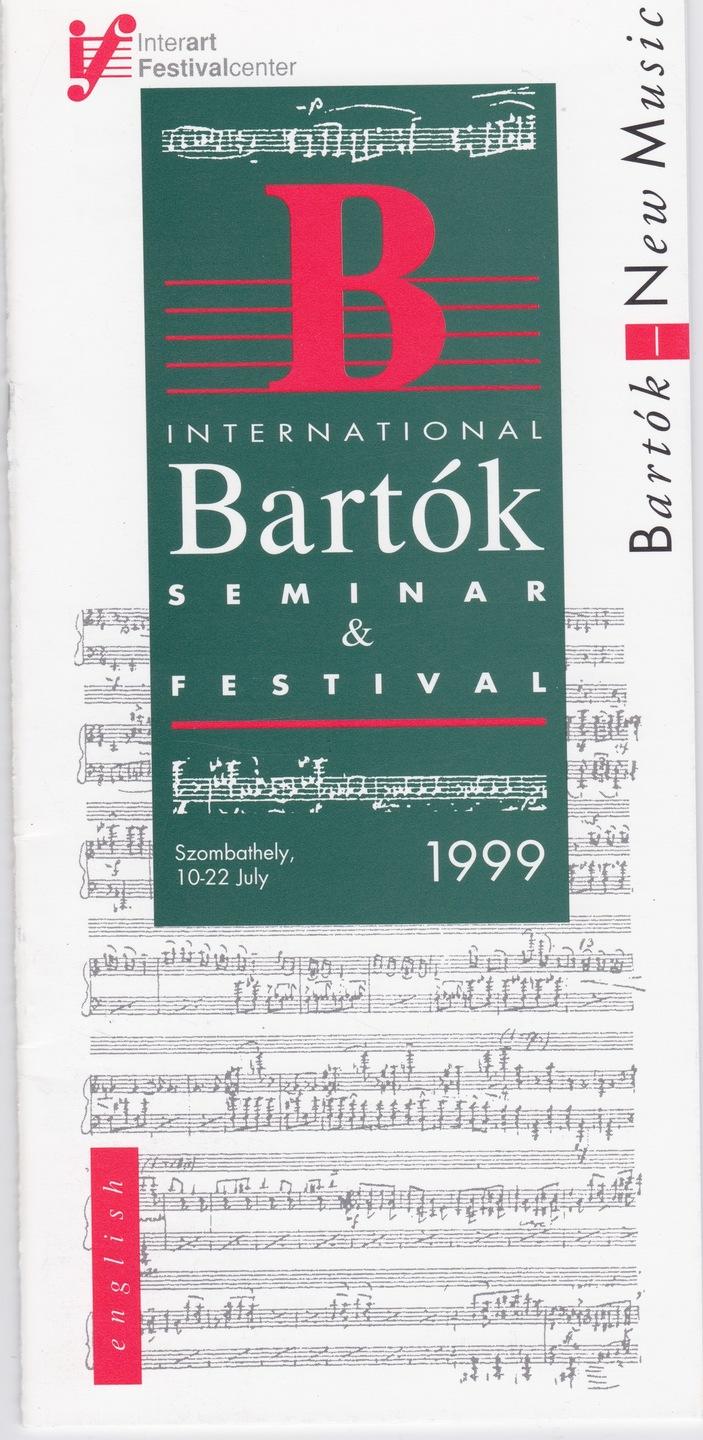 Interart
Festivalcenter
Bartók – New Music
B
INTERNATIONAL
Bartók
SEMINAR
&
FESTIVAL
Szombathely,
10-22 July
1999
english